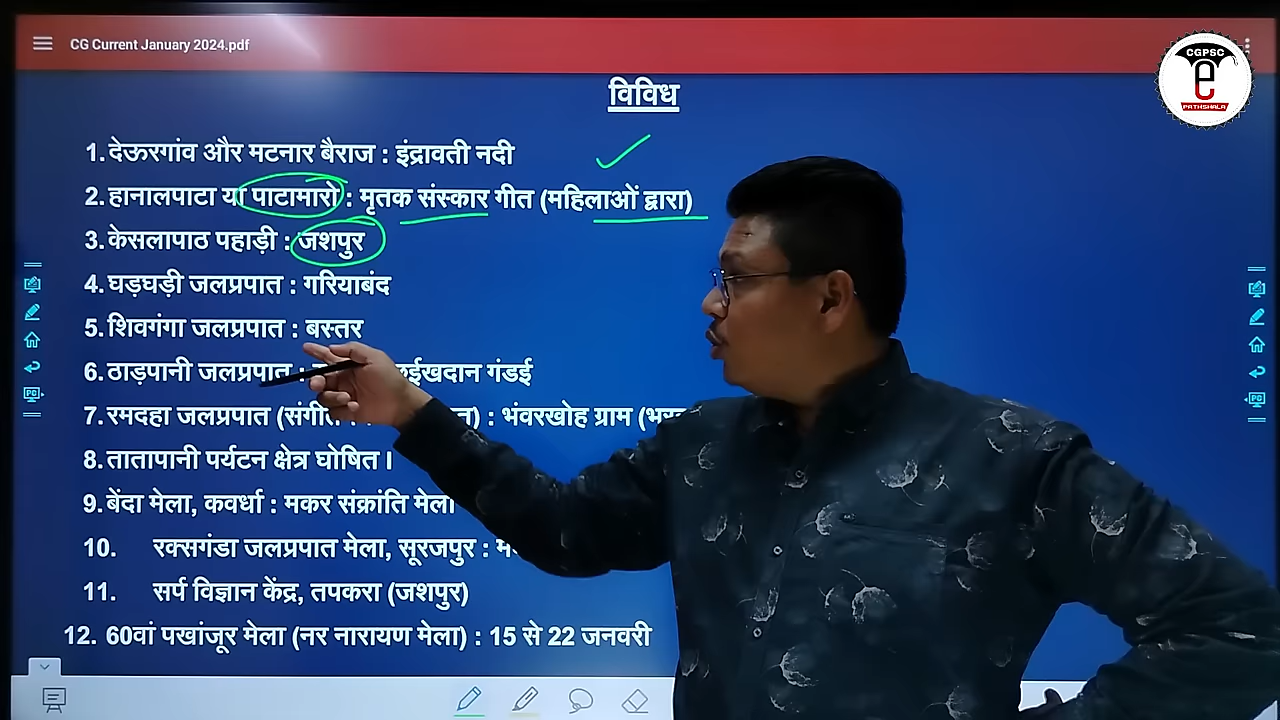 CG Current January 2024.pdf
CGPSC
e
PATHSHALA
विविध
1. देऊरगांव और मटनार बैराज : इंद्रावती नदी
2. हानालपाटा या पाटामारो : मृतक संस्कार गीत (महिलाओं द्वारा)
3. केसलापाठ पहाड़ी : जशपुर
4. घड़घड़ी जलप्रपात : गरियाबंद
5. शिवगंगा जलप्रपात : बस्तर
6. ठाड़पानी जलप्रपात : गंडई
7. रमदहा जलप्रपात : भंवरखोह ग्राम
8. तातापानी पर्यटन क्षेत्र घोषित।
9. बेंदा मेला, कवर्धा : मकर संक्रांति मेला
10. रक्सगंडा जलप्रपात मेला, सूरजपुर :
11. सर्प विज्ञान केंद्र, तपकरा (जशपुर)
12. 60वां पखांजूर मेला (नर नारायण मेला) : 15 से 22 जनवरी
PC
PC